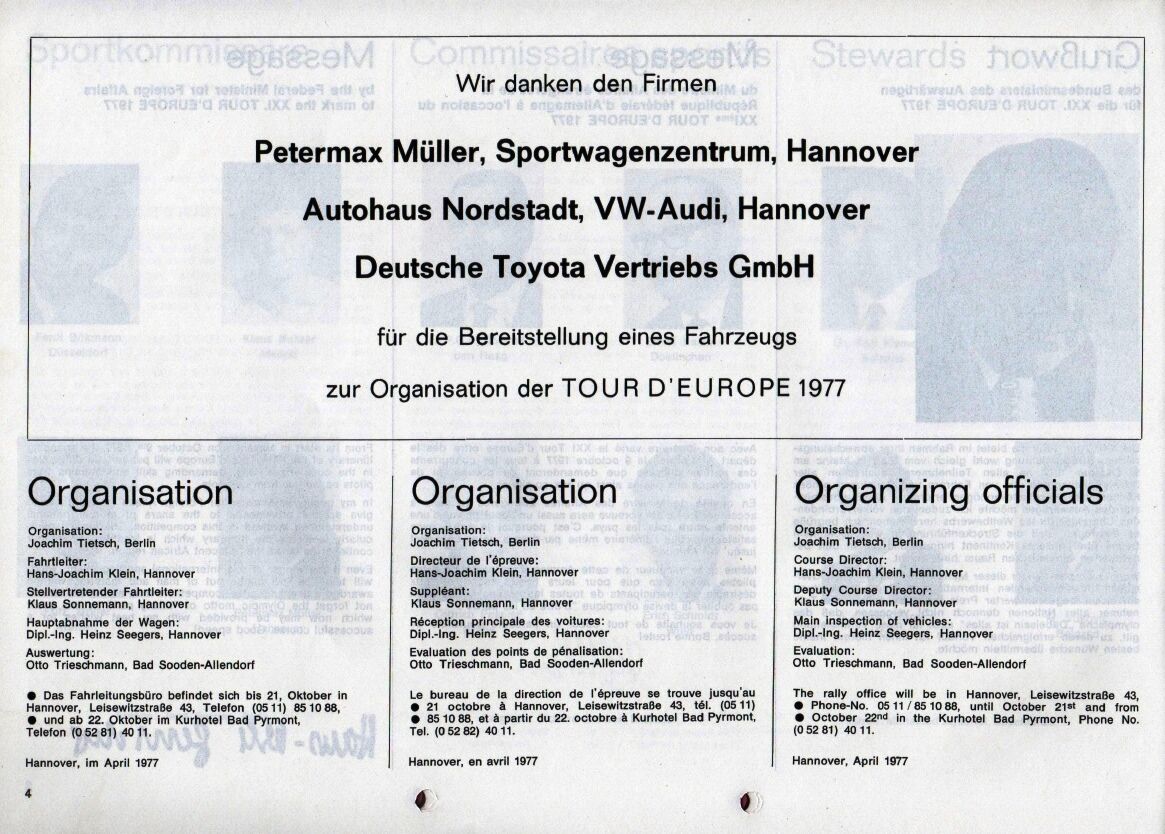 Wir danken den Firmen
Petermax Müller, Sportwagenzentrum, Hannover
Autohaus Nordstadt, VW-Audi, Hannover
Deutsche Toyota Vertriebs GmbH
für die Bereitstellung eines Fahrzeugs
zur Organisation der TOUR D'EUROPE 1977
Organisation
Organisation:
Joachim Tietsch, Berlin
Fahrtleiter:
Hans-Joachim Klein, Hannover
Stellvertretender Fahrtleiter:
Klaus Sonnemann, Hannover
Hauptabnahme der Wagen:
Dipl.-Ing. Heinz Seegers, Hannover
Auswertung:
Otto Trieschmann, Bad Sooden-Allendorf
● Das Fahrleitungsbüro befindet sich bis 21, Oktober in
Hannover, Leisewitzstraße 43, Telefon (05 11) 85 10 88,
● und ab 22. Oktober im Kurhotel Bad Pyrmont,
Telefon (0 52 81) 40 11.
Hannover, im April 1977
4
Organisation
Organisation:
Joachim Tietsch, Berlin
Directeur de l'épreuve:
Hans-Joachim Klein, Hannover
Suppléant:
Klaus Sonnemann, Hannover
Réception principale des voitures:
Dipl.-Ing. Heinz Seegers, Hannover
Evaluation des points de pénalisation:
Otto Trieschmann, Bad Sooden-Allendorf
Le bureau de la direction de l'épreuve se trouve jusqu'au
● 21 octobre à Hannover, Leisewitzstraße 43, tél. (05 11)
● 85 10 88, et à partir du 22. octobre à Kurhotel Bad Pyrmont,
Tel. (0 52 82) 40 11.
Hannover, en avril 1977
Organizing officials
Organisation:
Joachim Tietsch, Berlin
Course Director:
Hans-Joachim Klein, Hannover
Deputy Course Director:
Klaus Sonnemann, Hannover
Main inspection of vehicles:
Dipl.-Ing. Heinz Seegers, Hannover
Evaluation:
Otto Trieschmann, Bad Sooden-Allendorf
The rally office will be in Hannover, Leisewitzstraße 43,
● Phone-No. 05 11 / 85 10 88, until October 21st and from
● October 22nd in the Kurhotel Bad Pyrmont, Phone No.
(0 52 81) 40 11.
Hannover, April 1977